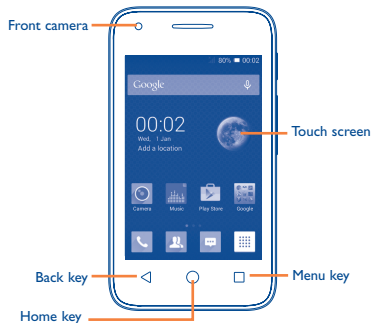 Front camera
80% 00:02
Google
00:02
Wed, 1 Jan
Add a location
Touch screen
Camera Music Play Store Google
Back key
Menu key
Home key